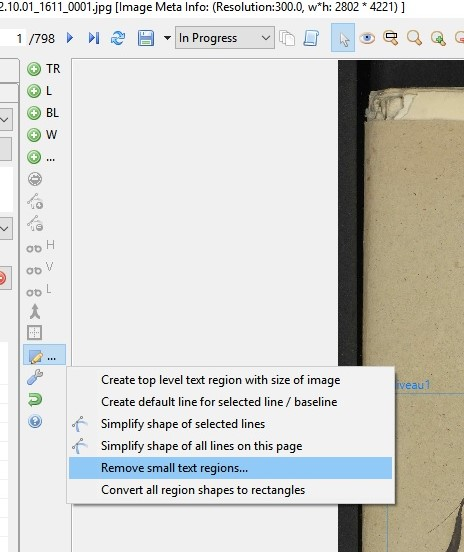 2.10.01_1611_0001.jpg [Image Meta Info: (Resolution:300.0, w*h: 2802 * 4221) ]
1 /798 In Progress
TR
L
BL
W
...
H
V
L
...
Create top level text region with size of image
Create default line for selected line / baseline
Simplify shape of selected lines
Simplify shape of all lines on this page
Remove small text regions...
Convert all region shapes to rectangles
iveau1